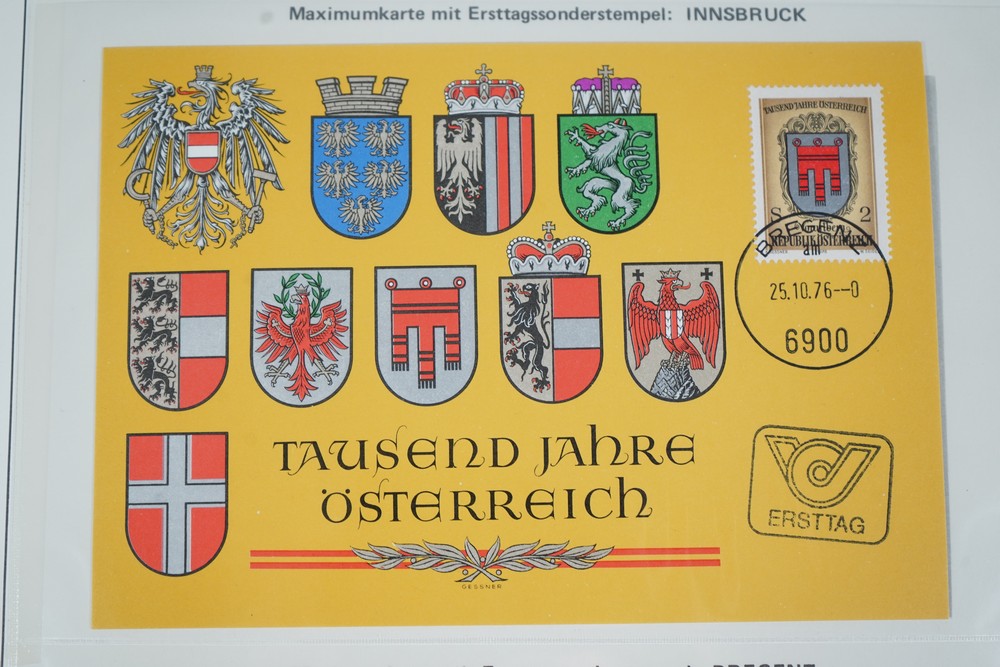 Maximumkarte mit Ersttagssonderstempel: INNSBRUCK
TAUSEND JAHRE ÖSTERREICH
S 2
REPUBLIK ÖSTERREICH
BREGENZ
am
25.10.76--0
6900
TAUSEND JAHRE
ÖSTERREICH
GESSNER
ERSTTAG